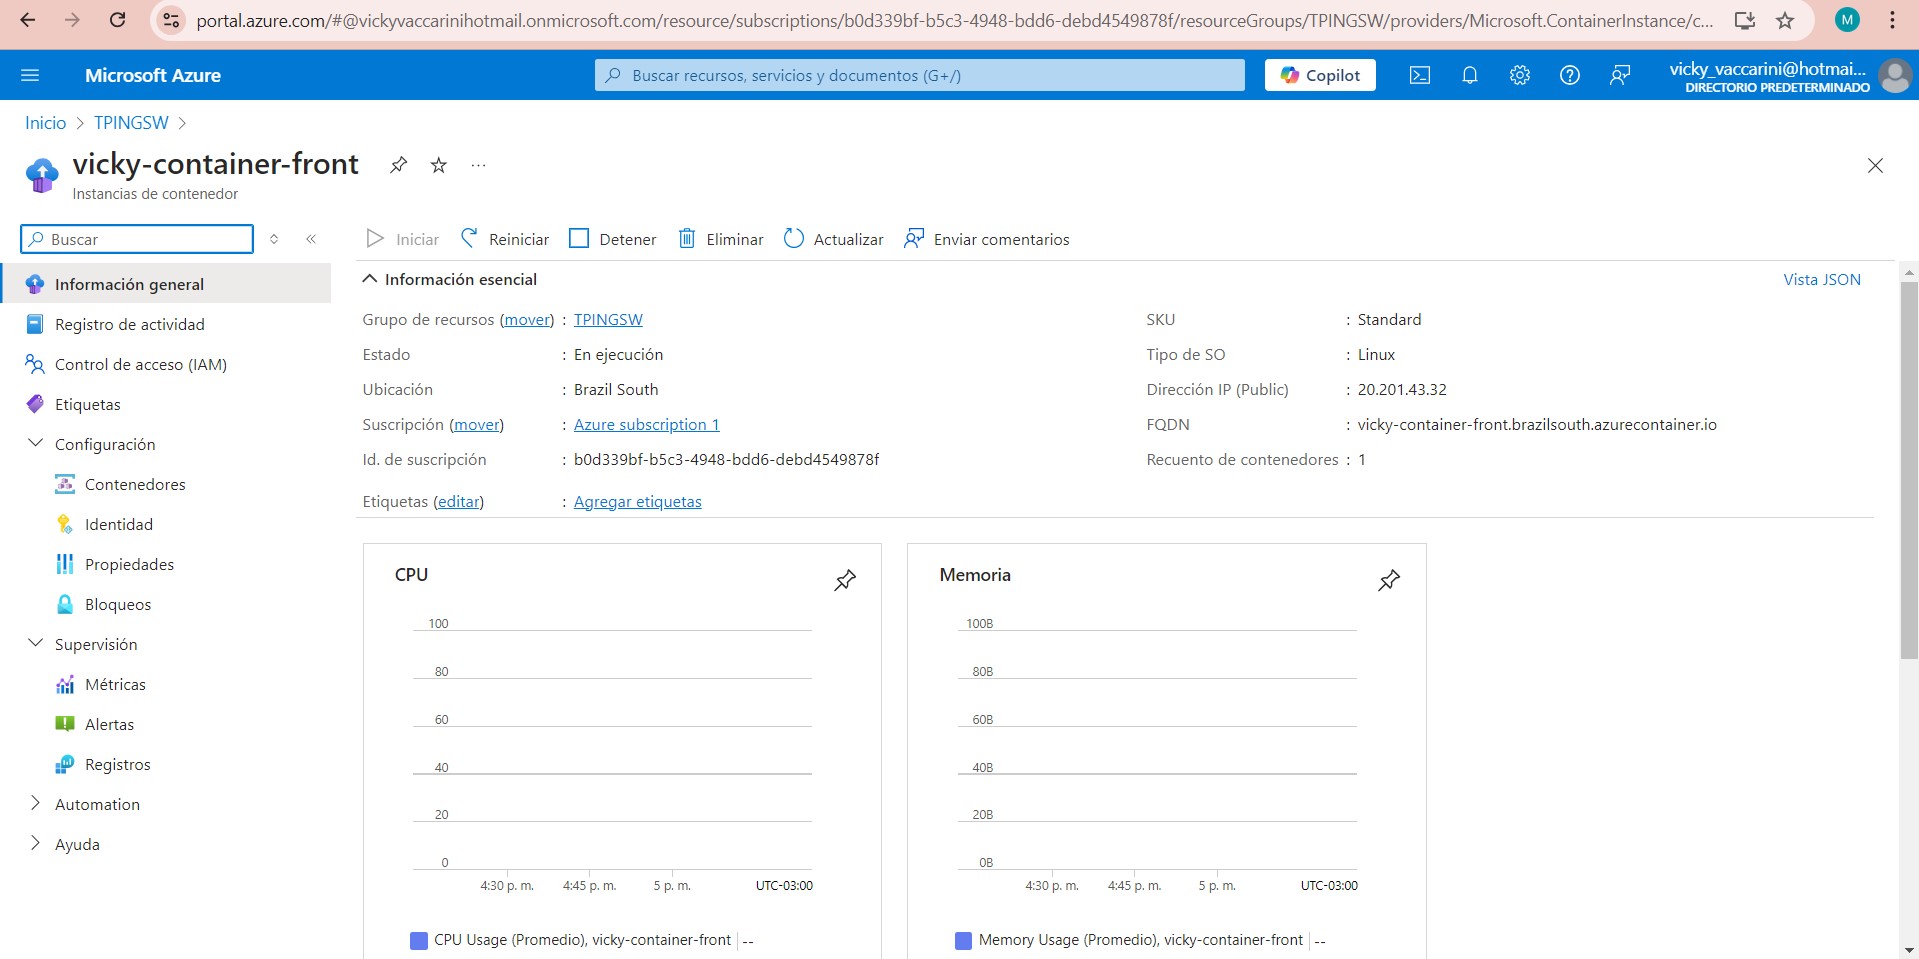 portal.azure.com/#@vickyvaccarinihotmail.onmicrosoft.com/resource/subscriptions/b0d339bf-b5c3-4948-bdd6-debd4549878f/resourceGroups/TPINGSW/providers/Microsoft.ContainerInstance/c...
M
Microsoft Azure
Buscar recursos, servicios y documentos (G+/)
Copilot
vicky_vaccarini@hotmai...
DIRECTORIO PREDETERMINADO
Inicio > TPINGSW >
vicky-container-front
Instancias de contenedor
Buscar
Iniciar
Reiniciar
Detener
Eliminar
Actualizar
Enviar comentarios
Información general
Registro de actividad
Control de acceso (IAM)
Etiquetas
Configuración
Contenedores
Identidad
Propiedades
Bloqueos
Supervisión
Métricas
Alertas
Registros
Automation
Ayuda
Información esencial
Vista JSON
Grupo de recursos (mover) : TPINGSW
Estado : En ejecución
Ubicación : Brazil South
Suscripción (mover) : Azure subscription 1
Id. de suscripción : b0d339bf-b5c3-4948-bdd6-debd4549878f
Etiquetas (editar) : Agregar etiquetas
SKU : Standard
Tipo de SO : Linux
Dirección IP (Public) : 20.201.43.32
FQDN : vicky-container-front.brazilsouth.azurecontainer.io
Recuento de contenedores : 1
CPU
100
80
60
40
20
0
4:30 p. m. 4:45 p. m. 5 p. m. UTC-03:00
CPU Usage (Promedio), vicky-container-front | --
Memoria
100B
80B
60B
40B
20B
0B
4:30 p. m. 4:45 p. m. 5 p. m. UTC-03:00
Memory Usage (Promedio), vicky-container-front | --